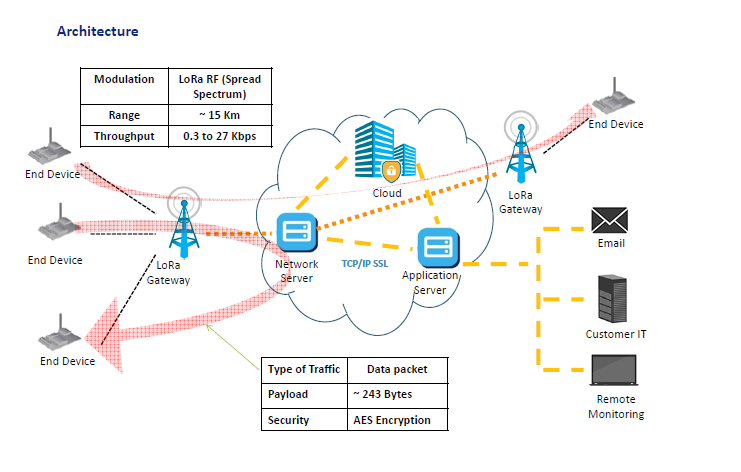 Architecture
Modulation
LoRa RF (Spread
Spectrum)
Range
~ 15 Km
Throughput
0.3 to 27 Kbps
End Device
End Device
Cloud
LoRa
Gateway
Email
End Device
LoRa
Gateway
Network
Server
TCP/IP SSL
Application
Server
Customer IT
End Device
Type of Traffic
Data packet
Payload
~ 243 Bytes
Security
AES Encryption
Remote
Monitoring